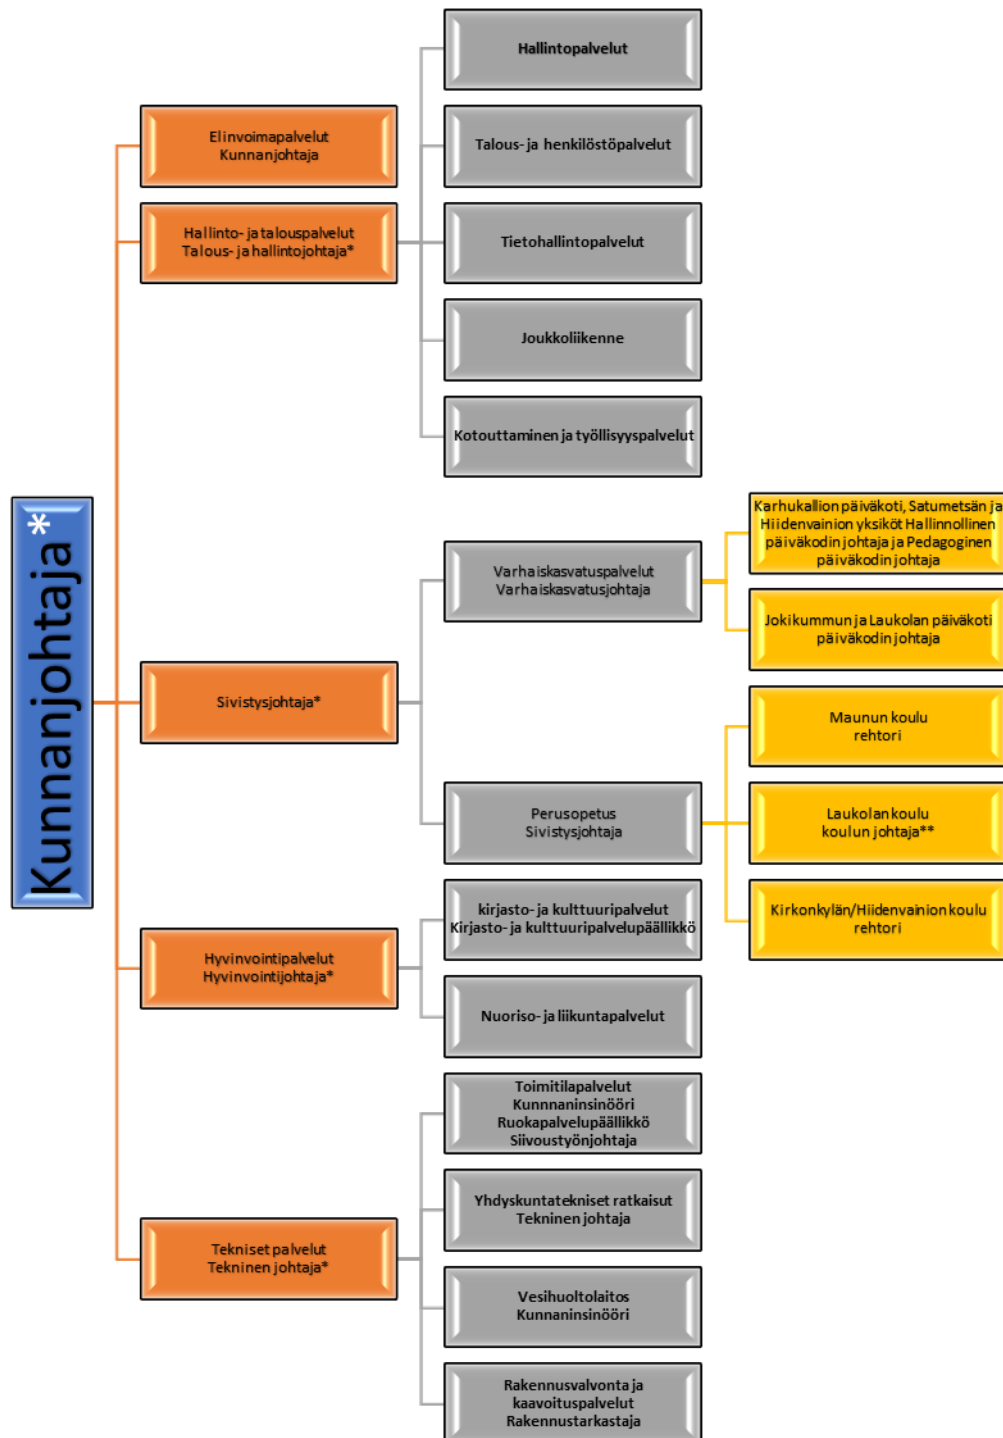 Kunnanjohtaja*
Elinvoimapalvelut
Kunnanjohtaja
Hallinto- ja talouspalvelut
Talous- ja hallintojohtaja*
Hallintopalvelut
Talous- ja henkilöstöpalvelut
Tietohallintopalvelut
Joukkoliikenne
Kotouttaminen ja työllisyyspalvelut
Sivistysjohtaja*
Varhaiskasvatuspalvelut
Varhaiskasvatusjohtaja
Karhukallion päiväkoti, Satumetsän ja
Hiidenvainion yksiköt Hallinnollinen
päiväkodin johtaja ja Pedagoginen
päiväkodin johtaja
Jokikummun ja Laukolan päiväkoti
päiväkodin johtaja
Perusopetus
Sivistysjohtaja
Maunun koulu
rehtori
Laukolan koulu
koulun johtaja**
Kirkonkylän/Hiidenvainion koulu
rehtori
Hyvinvointipalvelut
Hyvinvointijohtaja*
kirjasto- ja kulttuuripalvelut
Kirjasto- ja kulttuuripalvelupäällikkö
Nuoriso- ja liikuntapalvelut
Tekniset palvelut
Tekninen johtaja*
Toimitilapalvelut
Kunnnaninsinööri
Ruokapalvelupäällikkö
Siivoustyönjohtaja
Yhdyskuntatekniset ratkaisut
Tekninen johtaja
Vesihuoltolaitos
Kunnaninsinööri
Rakennusvalvonta ja
kaavoituspalvelut
Rakennustarkastaja